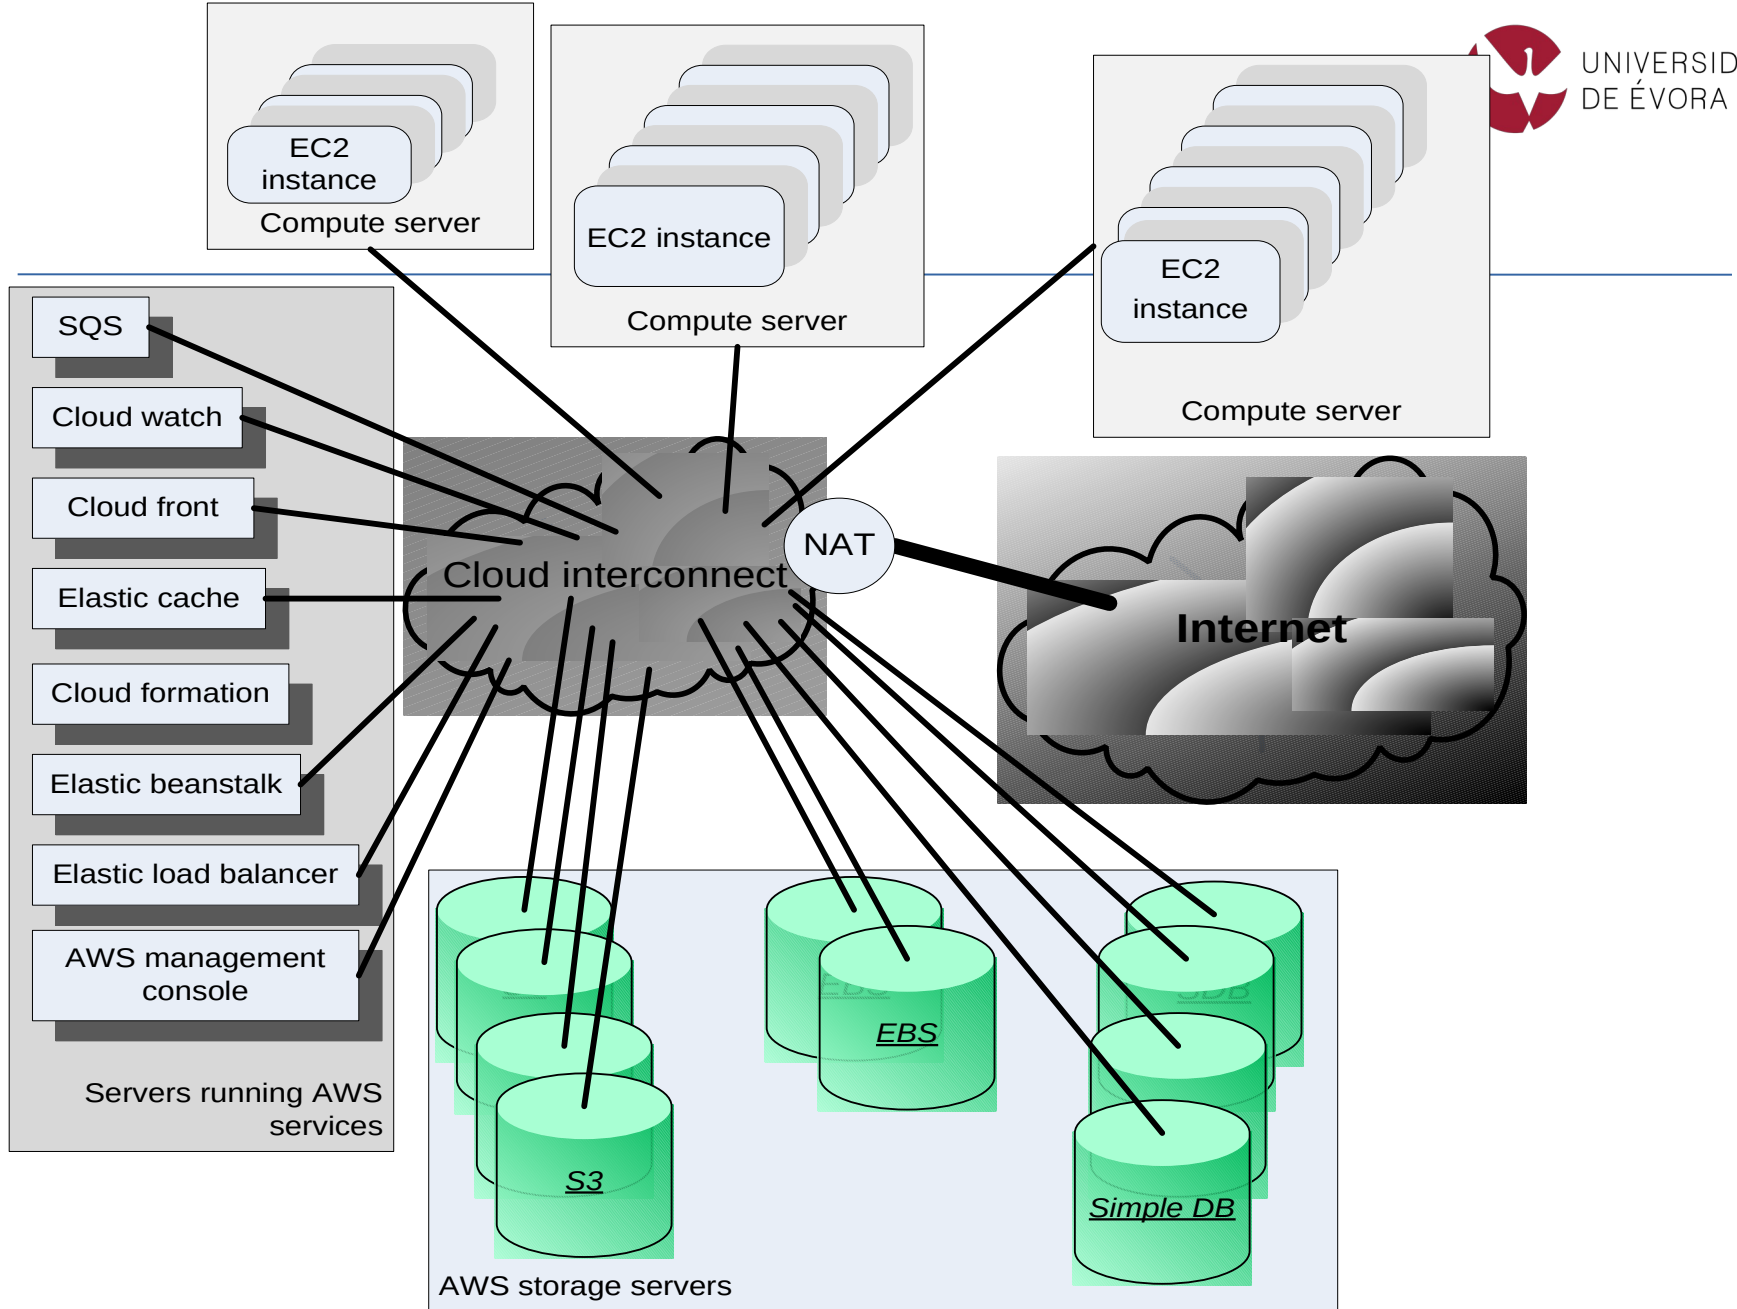 UNIVERSID
DE ÉVORA
EC2
instance
Compute server
EC2 instance
Compute server
EC2
instance
Compute server
SQS
Cloud watch
Cloud front
Elastic cache
Cloud formation
Elastic beanstalk
Elastic load balancer
AWS management
console
Servers running AWS
services
Cloud interconnect
NAT
Internet
EBS
SDB
EBS
S3
Simple DB
AWS storage servers